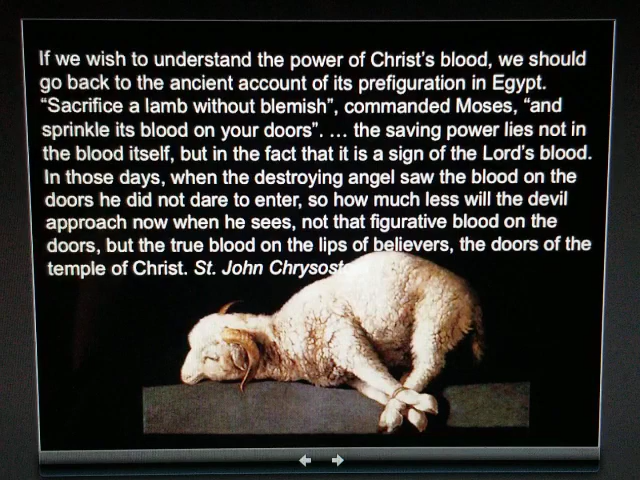 If we wish to understand the power of Christ's blood, we should
go back to the ancient account of its prefiguration in Egypt.
“Sacrifice a lamb without blemish”, commanded Moses, “and
sprinkle its blood on your doors”. … the saving power lies not in
the blood itself, but in the fact that it is a sign of the Lord's blood.
In those days, when the destroying angel saw the blood on the
doors he did not dare to enter, so how much less will the devil
approach now when he sees, not that figurative blood on the
doors, but the true blood on the lips of believers, the doors of the
temple of Christ. St. John Chrysost